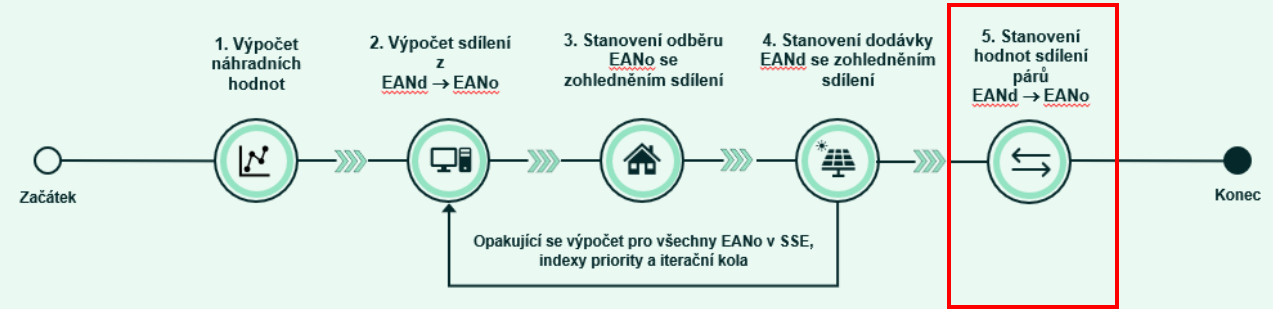 1. Výpočet
náhradních
hodnot
2. Výpočet sdílení
z
EANd → EANo
3. Stanovení odběru
EANo se
zohledněním sdílení
4. Stanovení dodávky
EANd se zohledněním
sdílení
5. Stanovení
hodnot sdílení
párů
EANd → EANo
Začátek
Konec
Opakující se výpočet pro všechny EANo v SSE,
indexy priority a iterační kola